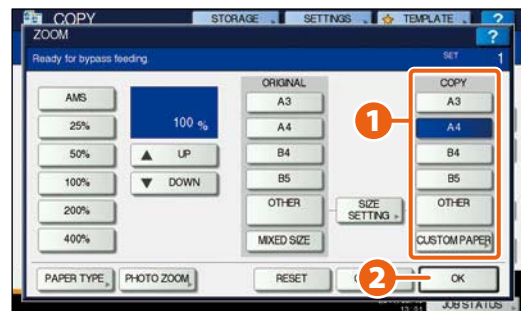 COPY STORAGE SETTINGS TEMPLATE ?
ZOOM ?
Ready for bypass feeding. SET 1
ORIGINAL COPY
AMS A3 A3
25% 100 % A4 1 A4
50% UP B4 B4
100% DOWN B5 B5
200% OTHER SIZE SETTING OTHER
400% MIXED SIZE CUSTOM PAPER
PAPER TYPE PHOTO ZOOM RESET 2 OK
JOB STATUS